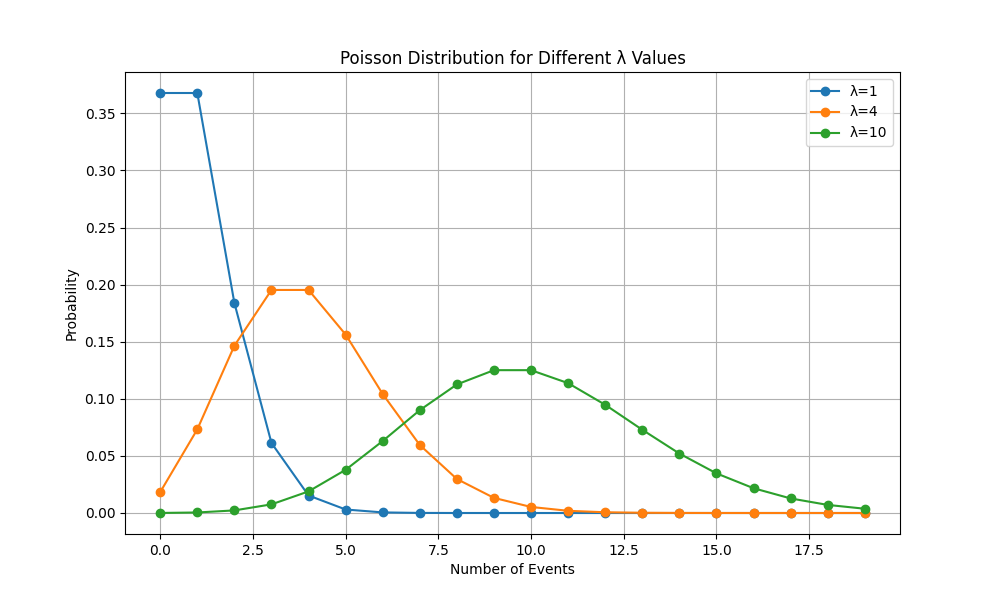 Poisson Distribution for Different λ Values
λ=1
λ=4
λ=10
0.35
0.30
0.25
0.20
0.15
0.10
0.05
0.00
Probability
0.0 2.5 5.0 7.5 10.0 12.5 15.0 17.5
Number of Events